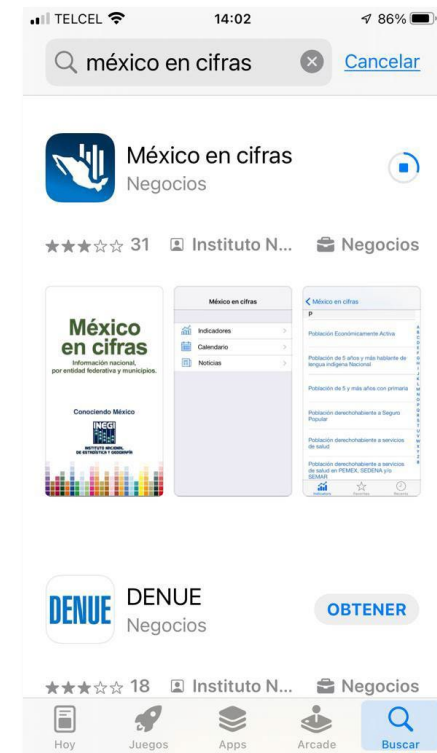 TELCEL 14:02 86%
méxico en cifras Cancelar
México en cifras
Negocios
31 Instituto N... Negocios
México
en cifras
Información nacional,
por entidad federativa y municipios.
Conociendo México
INEGI
INSTITUTO NACIONAL
DE ESTADÍSTICA Y GEOGRAFÍA
México en cifras
Indicadores
Calendario
Noticias
México en cifras
P
Población Económicamente Activa
Población de 5 años y más hablante de
lengua indígena Nacional
Población de 5 y más años con primaria
Población derechohabiente a Seguro
Popular
Población derechohabiente a servicios
de salud
Población derechohabiente a servicios
de salud en PEMEX, SEDENA y/o
SEMAR
DENUE
DENUE
Negocios
OBTENER
18 Instituto N... Negocios
Hoy Juegos Apps Arcade Buscar